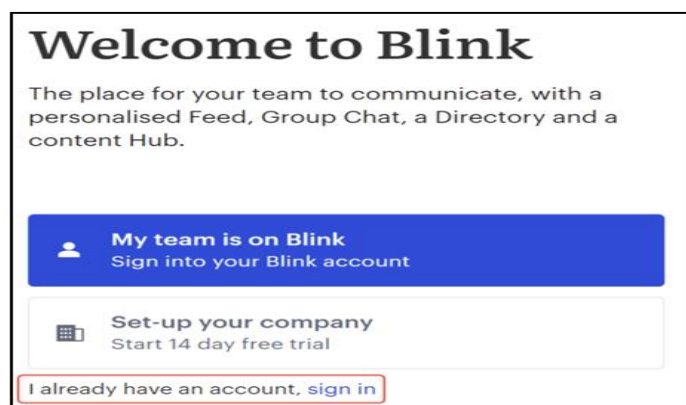 Welcome to Blink
The place for your team to communicate, with a
personalised Feed, Group Chat, a Directory and a
content Hub.
My team is on Blink
Sign into your Blink account
Set-up your company
Start 14 day free trial
I already have an account, sign in